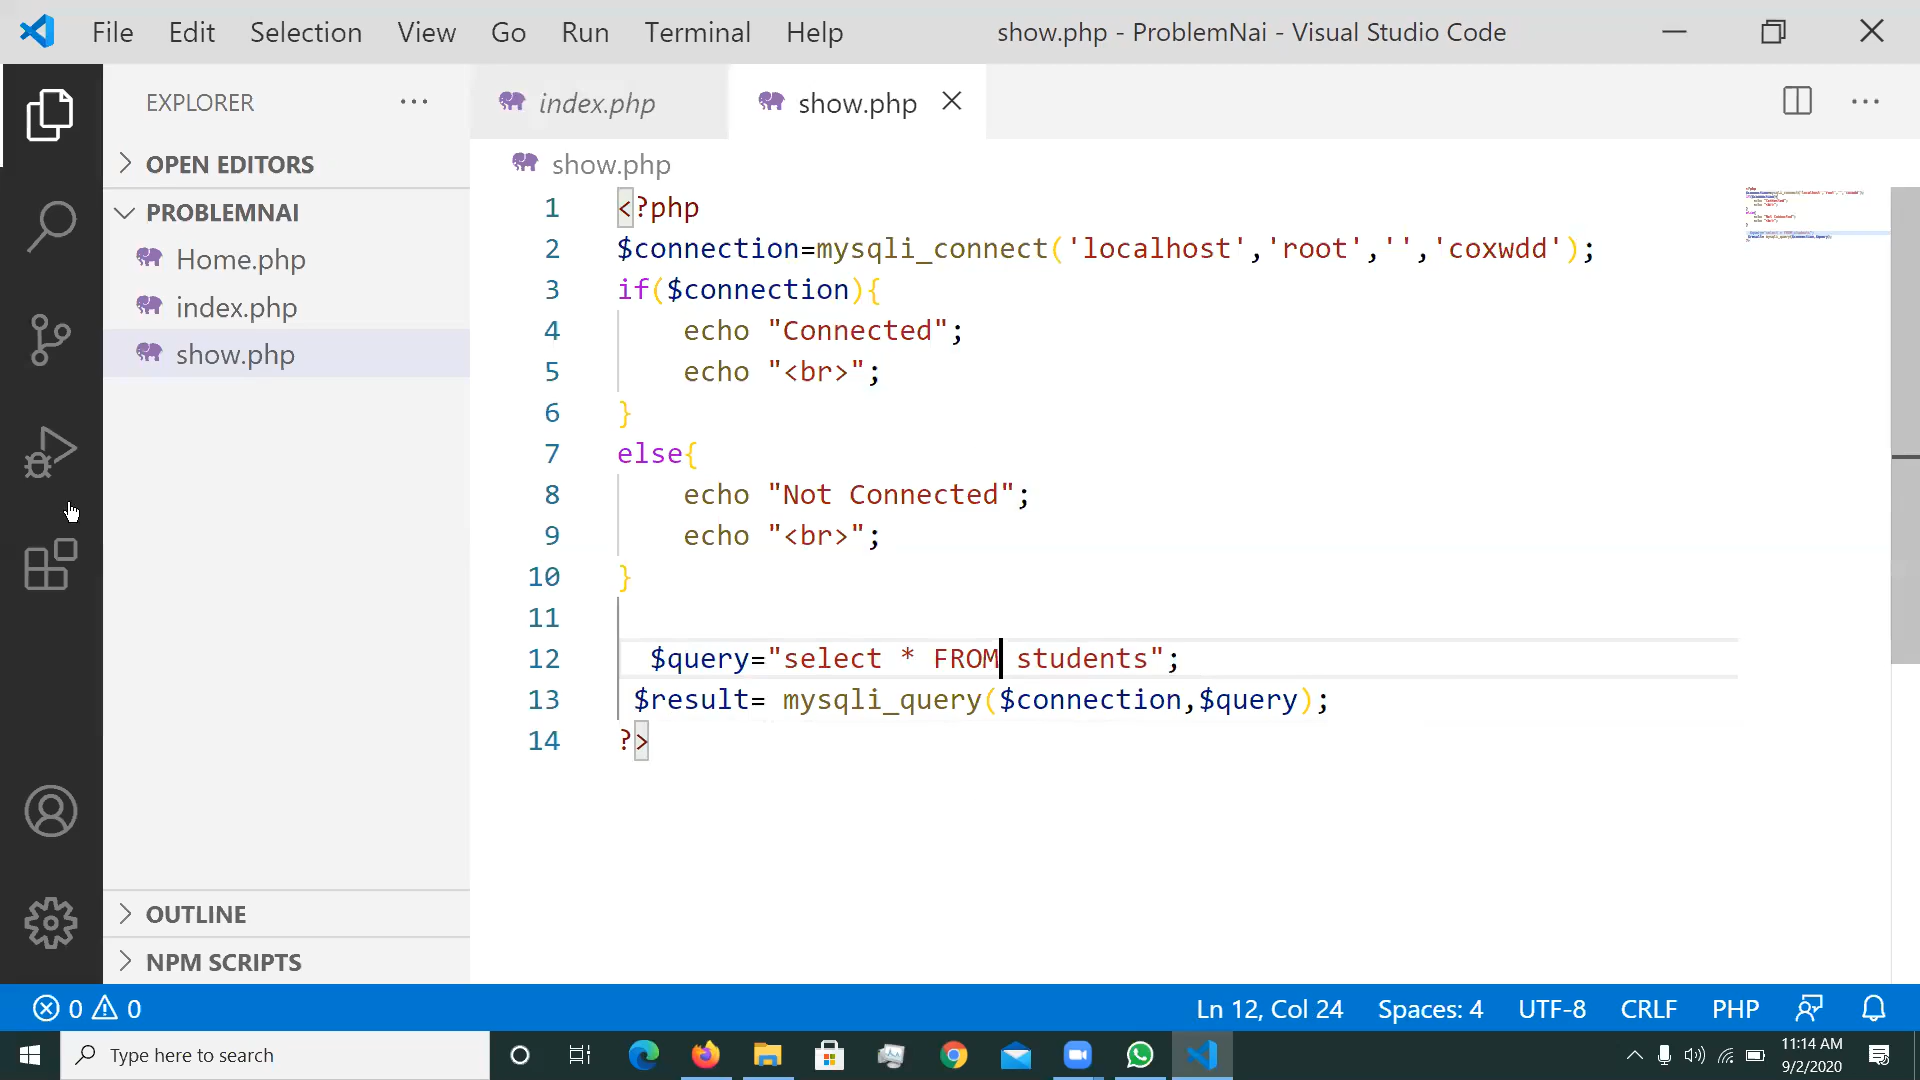 File Edit Selection View Go Run Terminal Help show.php - ProblemNai - Visual Studio Code
EXPLORER
index.php show.php
OPEN EDITORS
show.php
PROBLEMNAI
Home.php
index.php
show.php
1 <?php
2 $connection=mysqli_connect('localhost','root','','coxwdd');
3 if($connection){
4 echo "Connected";
5 echo "<br>";
6 }
7 else{
8 echo "Not Connected";
9 echo "<br>";
10 }
11
12 $query="select * FROM students";
13 $result= mysqli_query($connection,$query);
14 ?>
OUTLINE
NPM SCRIPTS
0 0 Ln 12, Col 24 Spaces: 4 UTF-8 CRLF PHP
Type here to search
11:14 AM
9/2/2020